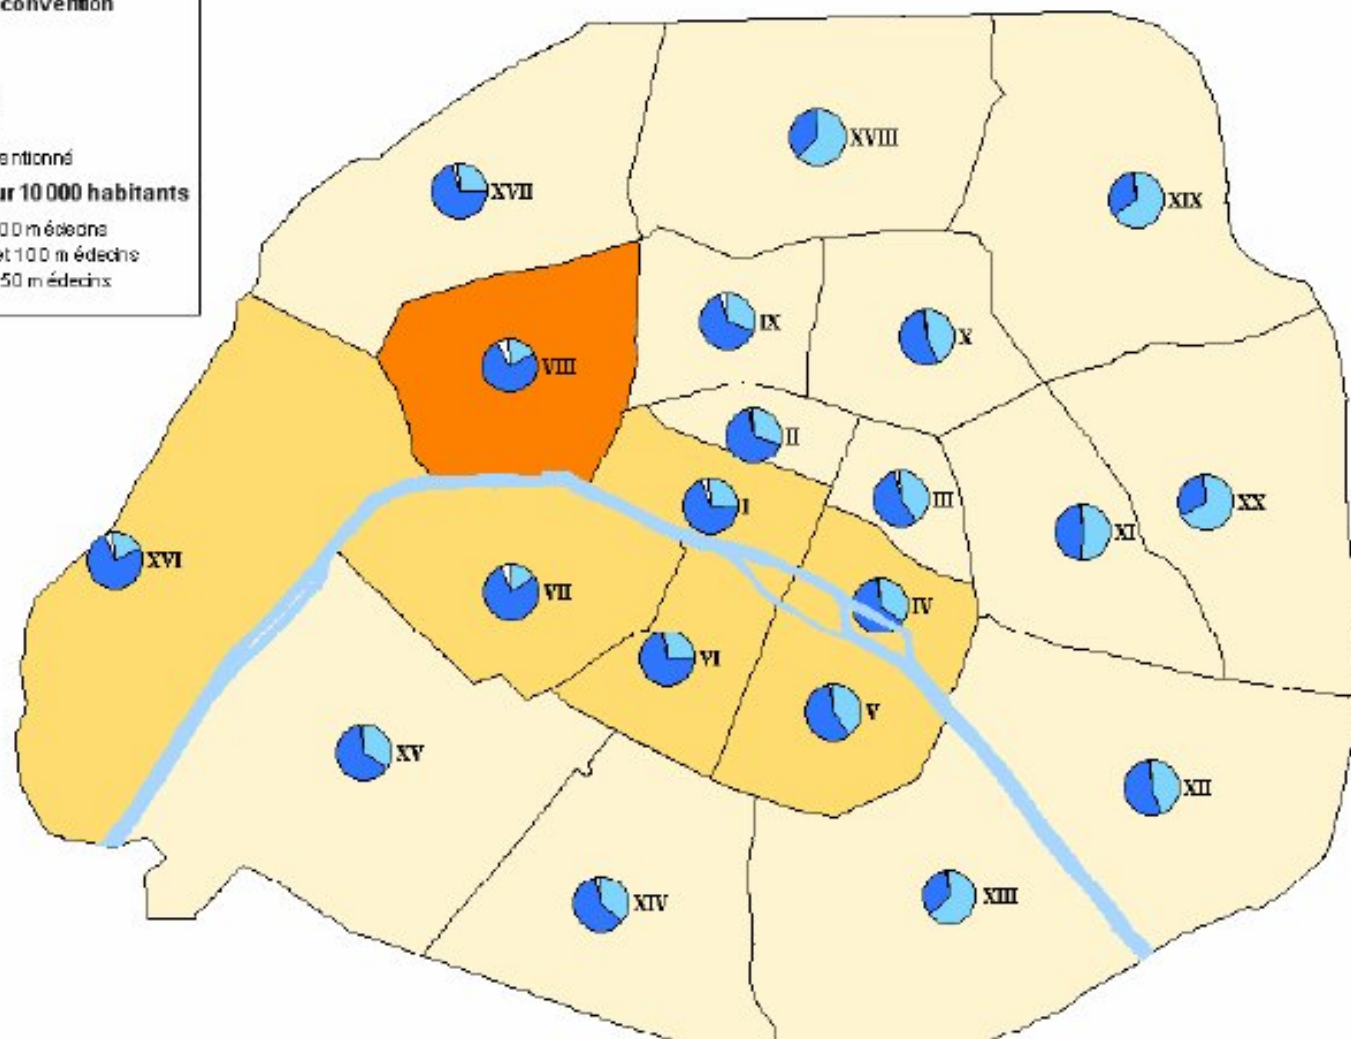 convention
entionné
ur 10 000 habitants
00 médecins
et 100 médecins
50 médecins
XVIII
XVII
XIX
IX
X
VIII
II
III
I
XX
XI
XVI
VII
IV
VI
V
XV
XII
XIV
XIII